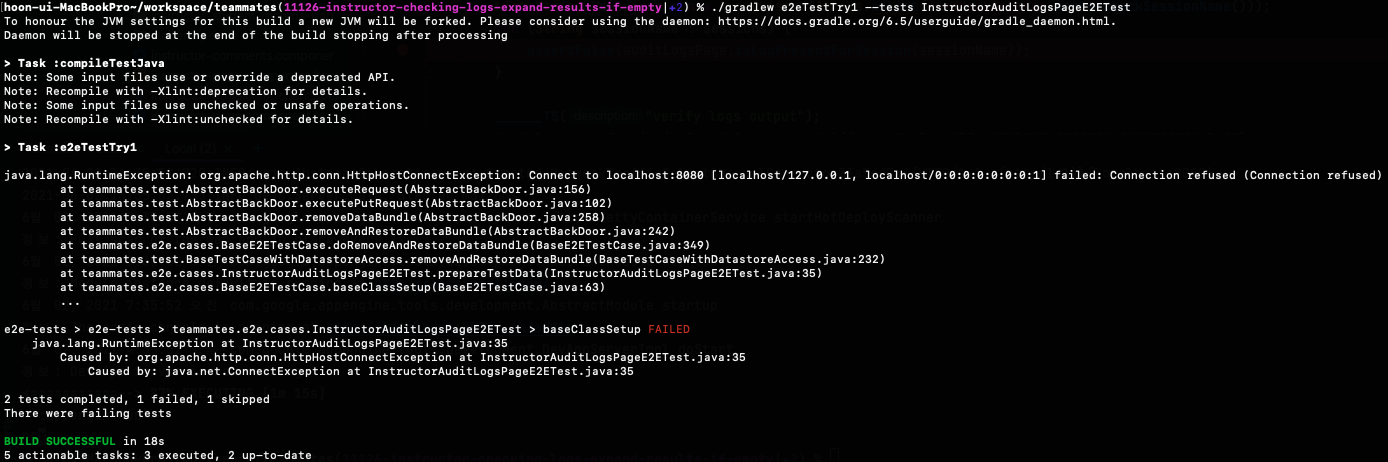 hoon-ui-MacBookPro~/workspace/teammates(11126-instructor-checking-logs-expand-results-if-empty|+2) % ./gradlew e2eTestTry1 --tests InstructorAuditLogsPageE2ETest
To honour the JVM settings for this build a new JVM will be forked. Please consider using the daemon: https://docs.gradle.org/6.5/userguide/gradle_daemon.html.
Daemon will be stopped at the end of the build stopping after processing
> Task :compileTestJava
Note: Some input files use or override a deprecated API.
Note: Recompile with -Xlint:deprecation for details.
Note: Some input files use unchecked or unsafe operations.
Note: Recompile with -Xlint:unchecked for details.
> Task :e2eTestTry1
java.lang.RuntimeException: org.apache.http.conn.HttpHostConnectException: Connect to localhost:8080 [localhost/127.0.0.1, localhost/0:0:0:0:0:0:0:1] failed: Connection refused (Connection refused)
at teammates.test.AbstractBackDoor.executeRequest(AbstractBackDoor.java:156)
at teammates.test.AbstractBackDoor.executePutRequest(AbstractBackDoor.java:102)
at teammates.test.AbstractBackDoor.removeDataBundle(AbstractBackDoor.java:258)
at teammates.test.AbstractBackDoor.removeAndRestoreDataBundle(AbstractBackDoor.java:242)
at teammates.e2e.cases.BaseE2ETestCase.doRemoveAndRestoreDataBundle(BaseE2ETestCase.java:349)
at teammates.test.BaseTestCaseWithDatastoreAccess.removeAndRestoreDataBundle(BaseTestCaseWithDatastoreAccess.java:232)
at teammates.e2e.cases.InstructorAuditLogsPageE2ETest.prepareTestData(InstructorAuditLogsPageE2ETest.java:35)
at teammates.e2e.cases.BaseE2ETestCase.baseClassSetup(BaseE2ETestCase.java:63)
...
e2e-tests > e2e-tests > teammates.e2e.cases.InstructorAuditLogsPageE2ETest > baseClassSetup FAILED
java.lang.RuntimeException at InstructorAuditLogsPageE2ETest.java:35
Caused by: org.apache.http.conn.HttpHostConnectException at InstructorAuditLogsPageE2ETest.java:35
Caused by: java.net.ConnectException at InstructorAuditLogsPageE2ETest.java:35
2 tests completed, 1 failed, 1 skipped
There were failing tests
BUILD SUCCESSFUL in 18s
5 actionable tasks: 3 executed, 2 up-to-date